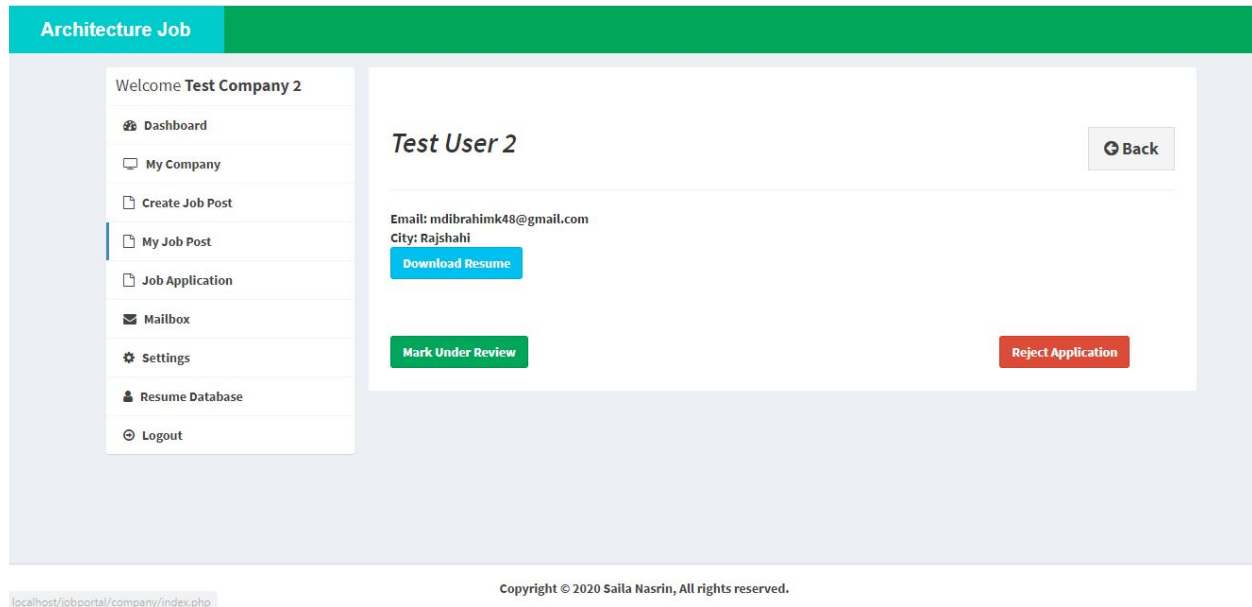 Architecture Job
Welcome Test Company 2
Dashboard
My Company
Create Job Post
My Job Post
Job Application
Mailbox
Settings
Resume Database
Logout
Test User 2
Back
Email: mdibrahimk48@gmail.com
City: Rajshahi
Download Resume
Mark Under Review
Reject Application
Copyright © 2020 Saila Nasrin, All rights reserved.
localhost/jobportal/company/index.php